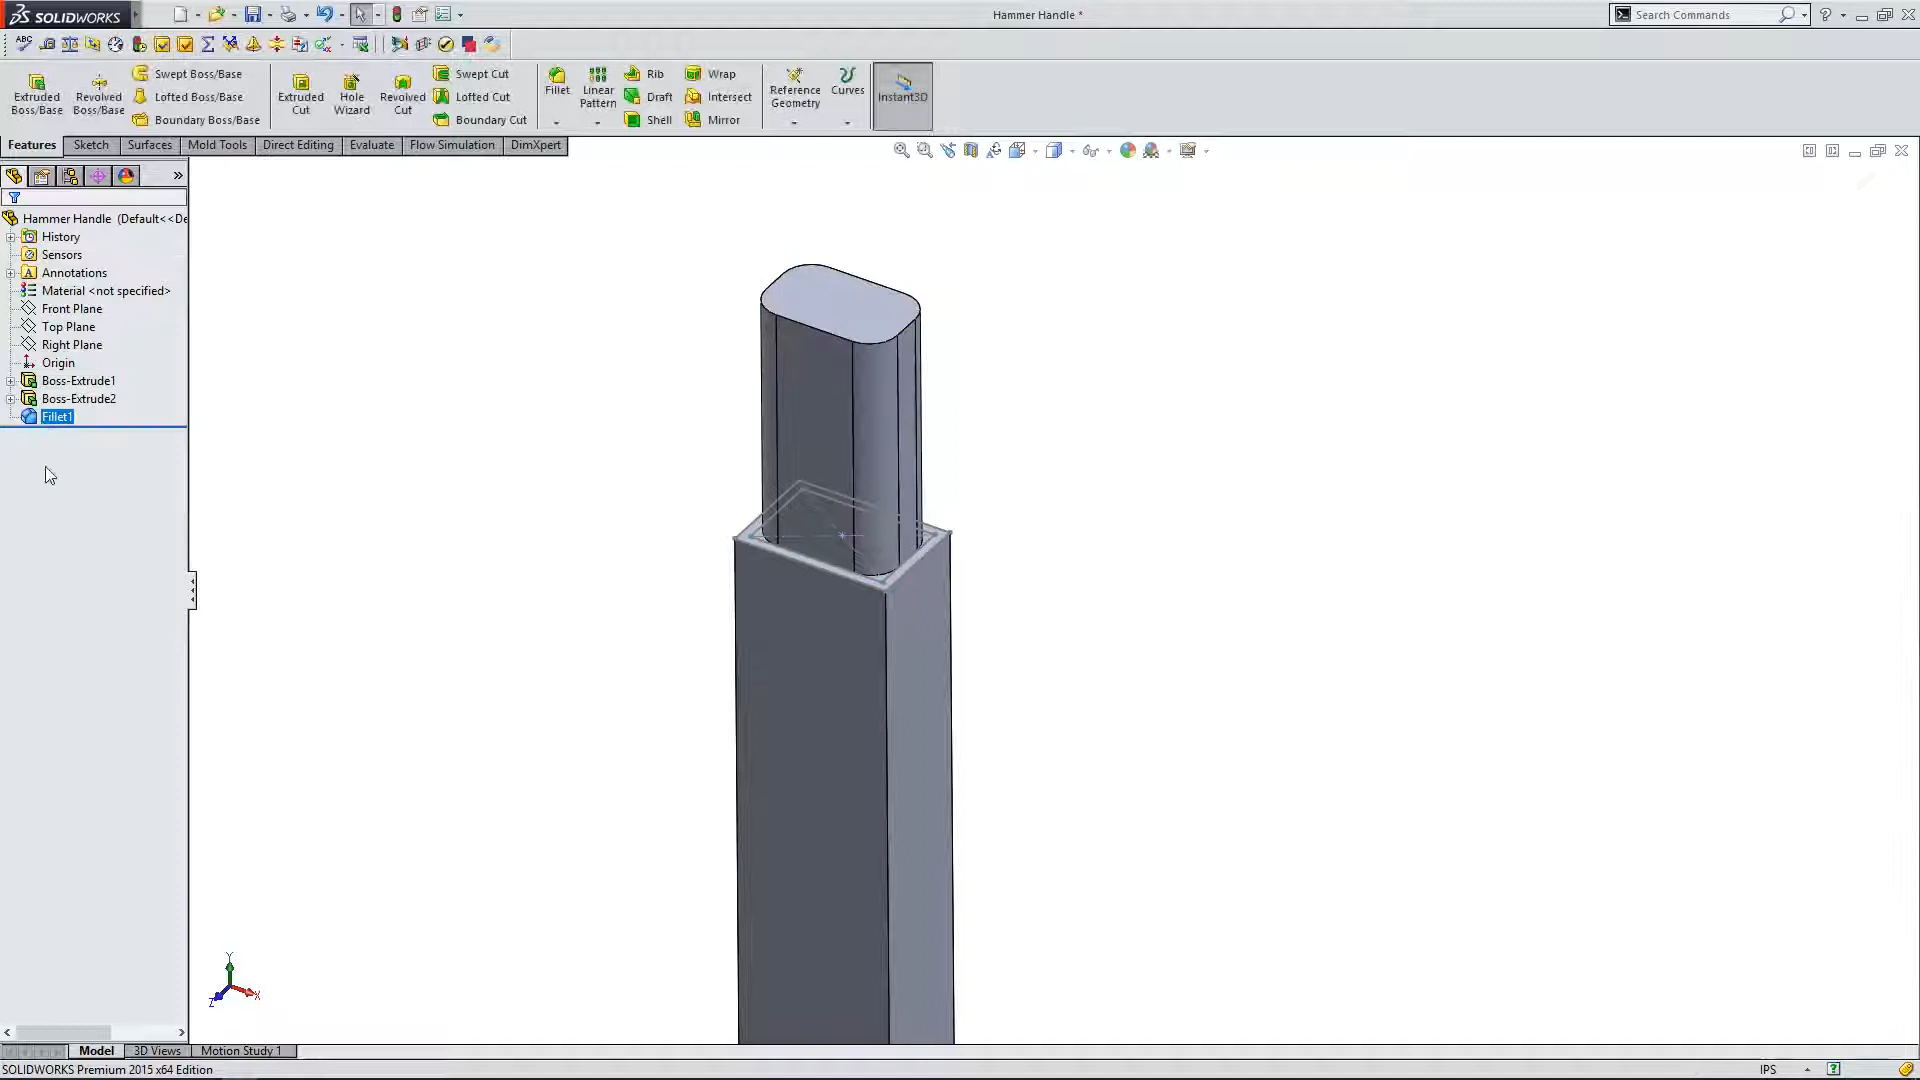 SOLIDWORKS
Hammer Handle *
Search Commands
ABC
Extruded Boss/Base
Revolved Boss/Base
Swept Boss/Base
Lofted Boss/Base
Boundary Boss/Base
Extruded Cut
Hole Wizard
Revolved Cut
Swept Cut
Lofted Cut
Boundary Cut
Fillet
Linear Pattern
Rib
Draft
Shell
Wrap
Intersect
Mirror
Reference Geometry
Curves
Instant3D
Features
Sketch
Surfaces
Mold Tools
Direct Editing
Evaluate
Flow Simulation
DimXpert
Hammer Handle (Default<<De
History
Sensors
A Annotations
Material <not specified>
Front Plane
Top Plane
Right Plane
Origin
Boss-Extrude1
Boss-Extrude2
Fillet1
Y
Z
X
Model
3D Views
Motion Study 1
SOLIDWORKS Premium 2015 x64 Edition
IPS